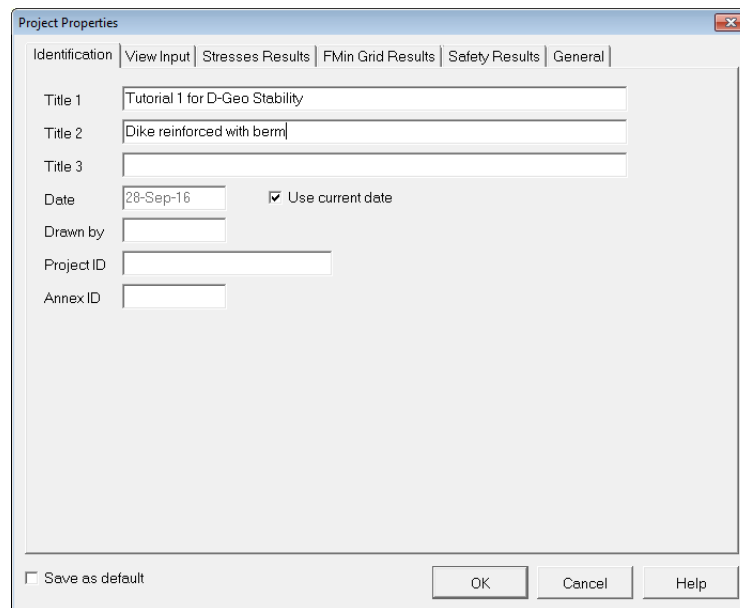 Project Properties
Identification View Input Stresses Results FMin Grid Results Safety Results General
Title 1 Tutorial 1 for D-Geo Stability
Title 2 Dike reinforced with berm
Title 3
Date 28-Sep-16 Use current date
Drawn by
Project ID
Annex ID
Save as default OK Cancel Help